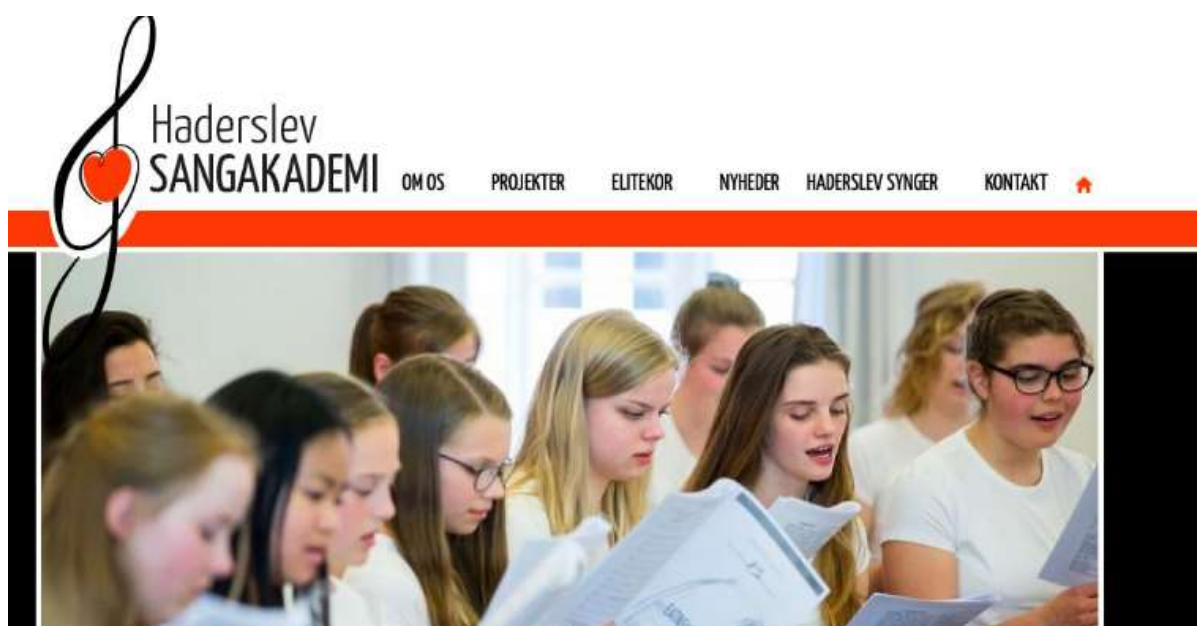 Haderslev
SANGAKADEMI
OM OS PROJEKTER ELITEKOR NYHEDER HADERSLEV SYNGER KONTAKT